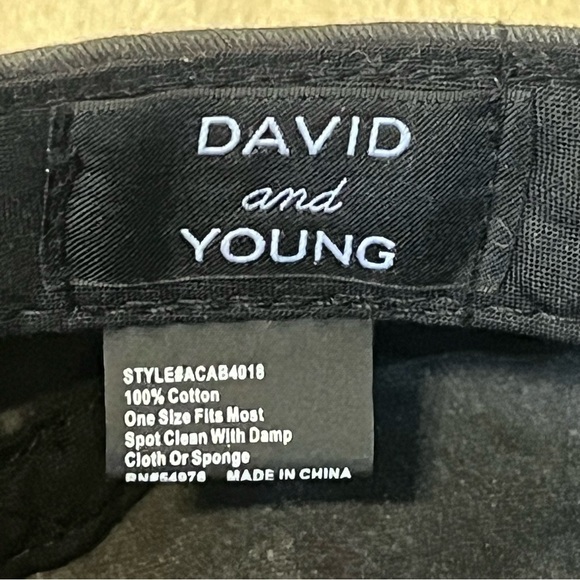 DAVID
and
YOUNG
STYLE#ACAB4018
100% Cotton
One Size Fits Most
Spot Clean With Damp
Cloth Or Sponge
MADE IN CHINA